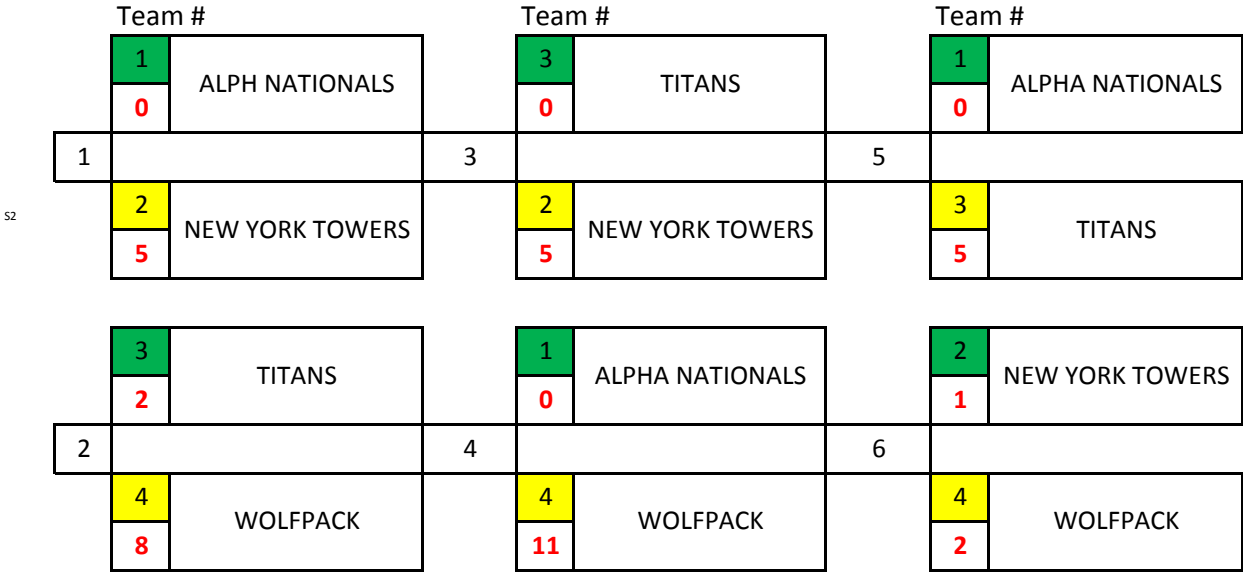 Team # Team # Team #
1 3 1
ALPH NATIONALS TITANS ALPHA NATIONALS
0 0 0
1 3 5
2 2 3
S2 NEW YORK TOWERS NEW YORK TOWERS TITANS
5 5 5
3 1 2
TITANS ALPHA NATIONALS NEW YORK TOWERS
2 0 1
2 4 6
4 4 4
WOLFPACK WOLFPACK WOLFPACK
8 11 2